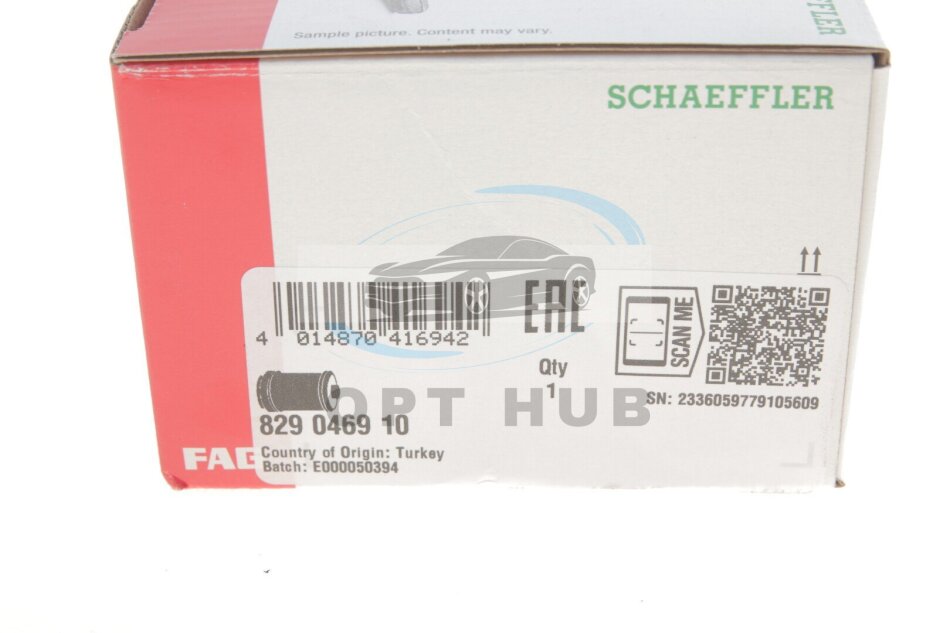 Sample picture. Content may vary.
FFLER
SCHAEFFLER
4 014870 416942
EAC
Qty
1
SCAN ME
SN: 2336059779105609
OPT HUB
829 0469 10
FAG
Country of Origin: Turkey
Batch: E000050394